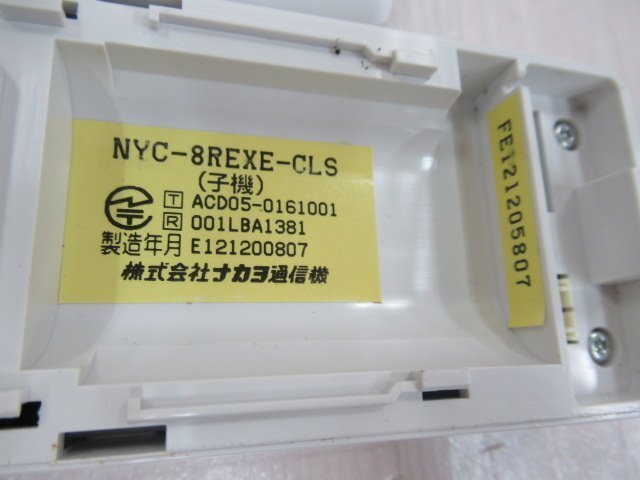 NYC-8REXE-CLS
(子機)
T ACD05-0161001
R 001LBA1381
製造年月 E121200807
株式会社ナカヨ通信機
FE121205807